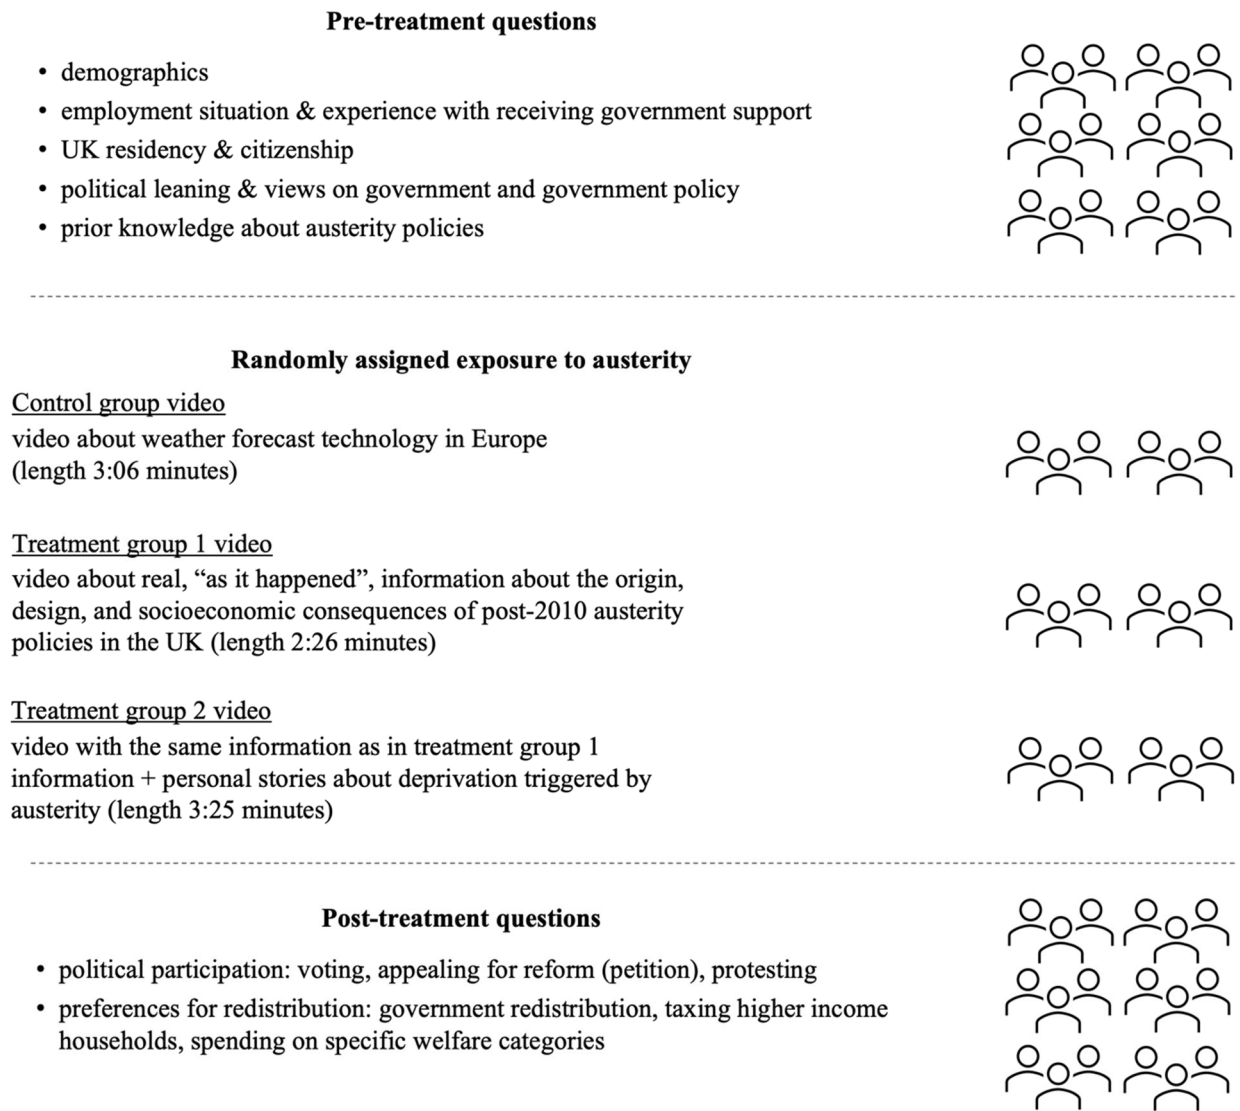 Pre-treatment questions
• demographics
• employment situation & experience with receiving government support
• UK residency & citizenship
• political leaning & views on government and government policy
• prior knowledge about austerity policies
Randomly assigned exposure to austerity
Control group video
video about weather forecast technology in Europe
(length 3:06 minutes)
Treatment group 1 video
video about real, “as it happened”, information about the origin,
design, and socioeconomic consequences of post-2010 austerity
policies in the UK (length 2:26 minutes)
Treatment group 2 video
video with the same information as in treatment group 1
information + personal stories about deprivation triggered by
austerity (length 3:25 minutes)
Post-treatment questions
• political participation: voting, appealing for reform (petition), protesting
• preferences for redistribution: government redistribution, taxing higher income
households, spending on specific welfare categories